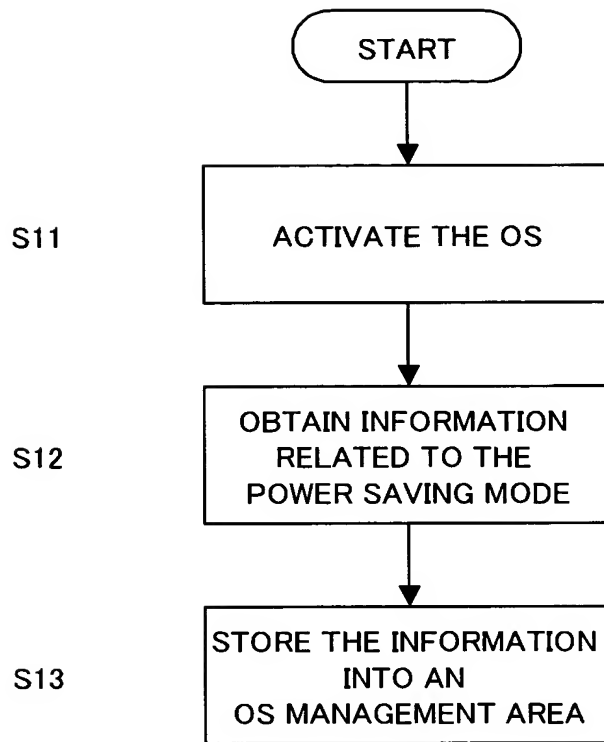 START
S11
ACTIVATE THE OS
S12
OBTAIN INFORMATION
RELATED TO THE
POWER SAVING MODE
S13
STORE THE INFORMATION
INTO AN
OS MANAGEMENT AREA